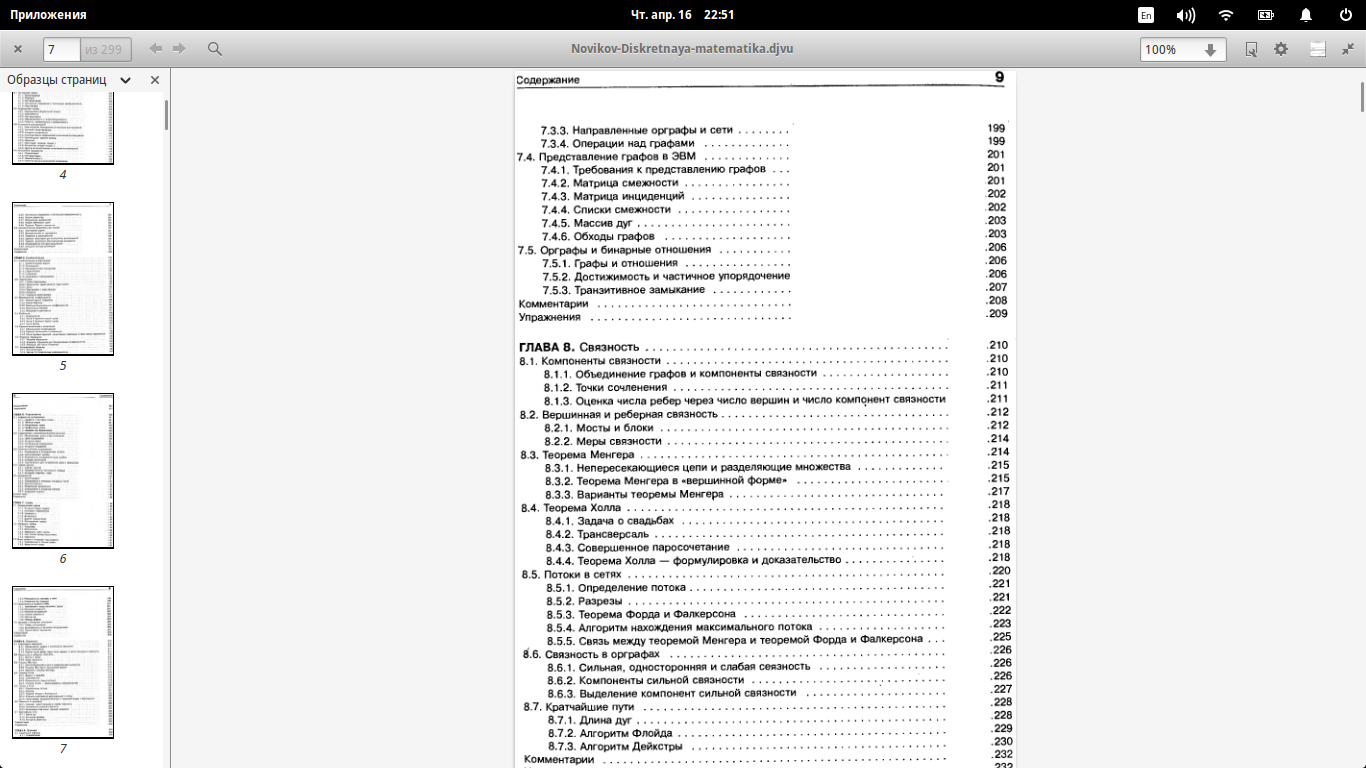 Приложения
Чт. апр. 16 22:51
En
7 из 299
Novikov-Diskretnaya-matematika.djvu
100%
Образцы страниц
4
5
6
7
Содержание 9
7.3.3. Направленные орграфы и сети . . . . . . . 199
7.3.4. Операции над графами . . . . . . . . . . . . 199
7.4. Представление графов в ЭВМ . . . . . . . . . . . 201
7.4.1. Требования к представлению графов . . . 201
7.4.2. Матрица смежности . . . . . . . . . . . . . . 201
7.4.3. Матрица инциденций . . . . . . . . . . . . . .202
7.4.4. Списки смежности . . . . . . . . . . . . . . . .202
7.4.5. Массив дуг . . . . . . . . . . . . . . . . . . . .203
7.4.6. Обходы графов . . . . . . . . . . . . . . . . .203
7.5. Орграфы и бинарные отношения . . . . . . . . . .206
7.5.1. Графы и отношения . . . . . . . . . . . . . .206
7.5.2. Достижимость и частичное упорядочение .206
7.5.3. Транзитивное замыкание . . . . . . . . . . .207
Комментарии . . . . . . . . . . . . . . . . . . . . . . .208
Упражнения . . . . . . . . . . . . . . . . . . . . . . . .209
ГЛАВА 8. Связность . . . . . . . . . . . . . . . . . . . .210
8.1. Компоненты связности . . . . . . . . . . . . . . . .210
8.1.1. Объединение графов и компоненты связности . . . . . . .210
8.1.2. Точки сочленения . . . . . . . . . . . . . . . .211
8.1.3. Оценка числа ребер через число вершин и число компонент связности .211
8.2. Вершинная и реберная связность . . . . . . . . . .212
8.2.1. Мосты и блоки . . . . . . . . . . . . . . . . . .212
8.2.2. Меры связности . . . . . . . . . . . . . . . . .214
8.3. Теорема Менгера . . . . . . . . . . . . . . . . . . .214
8.3.1. Непересекающиеся цепи и разделяющие множества . . . . . .215
8.3.2. Теорема Менгера в «вершинной форме» . . . . . . .215
8.3.3. Варианты теоремы Менгера . . . . . . . . . .217
8.4. Теорема Холла . . . . . . . . . . . . . . . . . . . . .218
8.4.1. Задача о свадьбах . . . . . . . . . . . . . . . .218
8.4.2. Трансверсаль . . . . . . . . . . . . . . . . . . .218
8.4.3. Совершенное паросочетание . . . . . . . . . .218
8.4.4. Теорема Холла — формулировка и доказательство . . . . . .218
8.5. Потоки в сетях . . . . . . . . . . . . . . . . . . . . .220
8.5.1. Определение потока . . . . . . . . . . . . . . .221
8.5.2. Разрезы . . . . . . . . . . . . . . . . . . . . . .221
8.5.3. Теорема Форда и Фалкерсона . . . . . . . . .222
8.5.4. Алгоритм нахождения максимального потока . . . . . . .223
8.5.5. Связь между теоремой Менгера и теоремой Форда и Фалкерсона . . .225
8.6. Связность в орграфах . . . . . . . . . . . . . . . . .226
8.6.1. Сильная, односторонняя и слабая связность . . . . . . .226
8.6.2. Компоненты сильной связности . . . . . . . .226
8.6.3. Выделение компонент сильной связности . . . . . . .227
8.7. Кратчайшие пути . . . . . . . . . . . . . . . . . . . .228
8.7.1. Длина дуг . . . . . . . . . . . . . . . . . . . . .228
8.7.2. Алгоритм Флойда . . . . . . . . . . . . . . . . .229
8.7.3. Алгоритм Дейкстры . . . . . . . . . . . . . . . .230
Комментарии . . . . . . . . . . . . . . . . . . . . . . . .232